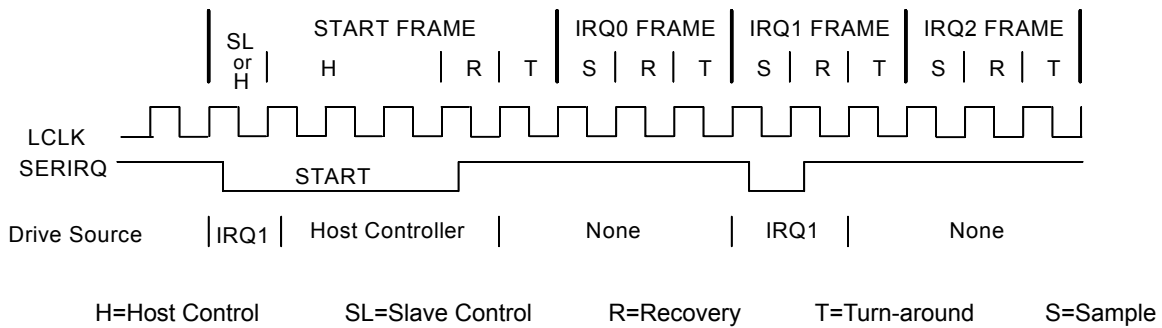 START FRAME IRQ0 FRAME IRQ1 FRAME IRQ2 FRAME
SL
or
H
H R T S R T S R T S R T
LCLK
SERIRQ
START
Drive Source IRQ1 Host Controller None IRQ1 None
H=Host Control SL=Slave Control R=Recovery T=Turn-around S=Sample